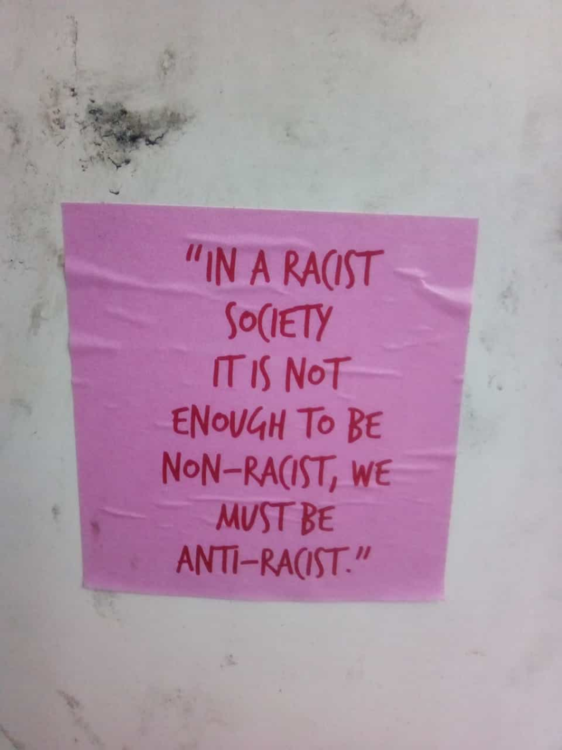 "IN A RACIST
SOCIETY
IT IS NOT
ENOUGH TO BE
NON-RACIST, WE
MUST BE
ANTI-RACIST."